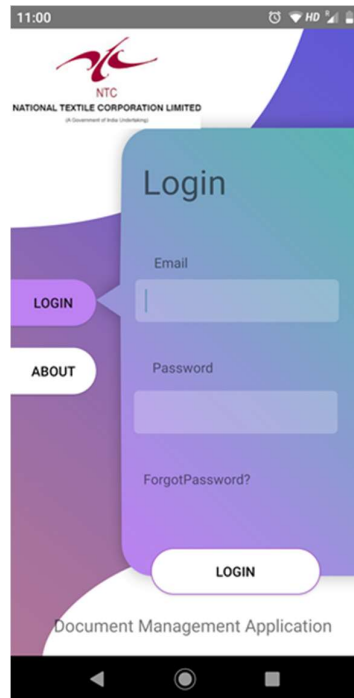 11:00
HD R
NTC
NATIONAL TEXTILE CORPORATION LIMITED
(A Government of India Undertaking)
Login
Email
LOGIN
ABOUT
Password
ForgotPassword?
LOGIN
Document Management Application